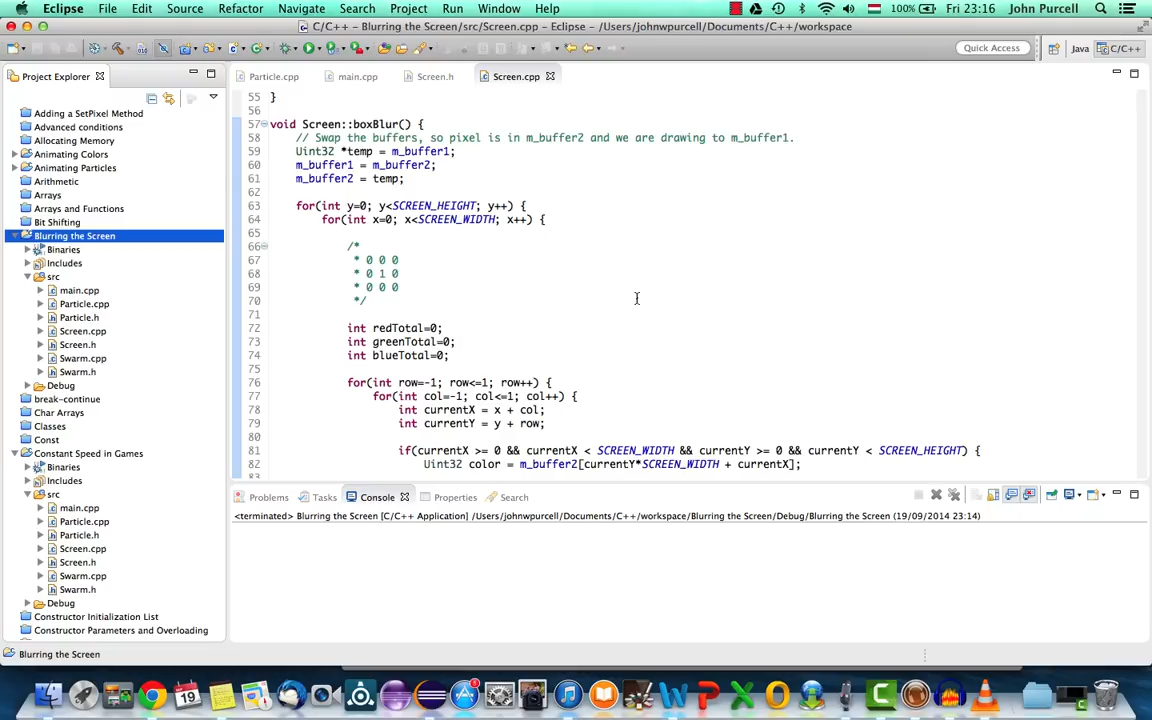 Eclipse File Edit Source Refactor Navigate Search Project Run Window Help 100% Fri 23:16 John Purcell
C/C++ - Blurring the Screen/src/Screen.cpp - Eclipse - /Users/johnwpurcell/Documents/C++/workspace
Quick Access Java C/C++
Project Explorer
Particle.cpp main.cpp Screen.h Screen.cpp
Adding a SetPixel Method
Advanced conditions
Allocating Memory
Animating Colors
Animating Particles
Arithmetic
Arrays
Arrays and Functions
Bit Shifting
Blurring the Screen
Binaries
Includes
src
main.cpp
Particle.cpp
Particle.h
Screen.cpp
Screen.h
Swarm.cpp
Swarm.h
Debug
break-continue
Char Arrays
Classes
Const
Constant Speed in Games
Binaries
Includes
src
main.cpp
Particle.cpp
Particle.h
Screen.cpp
Screen.h
Swarm.cpp
Swarm.h
Debug
Constructor Initialization List
Constructor Parameters and Overloading
55 }
56
57 void Screen::boxBlur() {
58 // Swap the buffers, so pixel is in m_buffer2 and we are drawing to m_buffer1.
59 Uint32 *temp = m_buffer1;
60 m_buffer1 = m_buffer2;
61 m_buffer2 = temp;
62
63 for(int y=0; y<SCREEN_HEIGHT; y++) {
64 for(int x=0; x<SCREEN_WIDTH; x++) {
65
66 /*
67 * 0 0 0
68 * 0 1 0
69 * 0 0 0
70 */
71
72 int redTotal=0;
73 int greenTotal=0;
74 int blueTotal=0;
75
76 for(int row=-1; row<=1; row++) {
77 for(int col=-1; col<=1; col++) {
78 int currentX = x + col;
79 int currentY = y + row;
80
81 if(currentX >= 0 && currentX < SCREEN_WIDTH && currentY >= 0 && currentY < SCREEN_HEIGHT) {
82 Uint32 color = m_buffer2[currentY*SCREEN_WIDTH + currentX];
Problems Tasks Console Properties Search
<terminated> Blurring the Screen [C/C++ Application] /Users/johnwpurcell/Documents/C++/workspace/Blurring the Screen/Debug/Blurring the Screen (19/09/2014 23:14)
Blurring the Screen